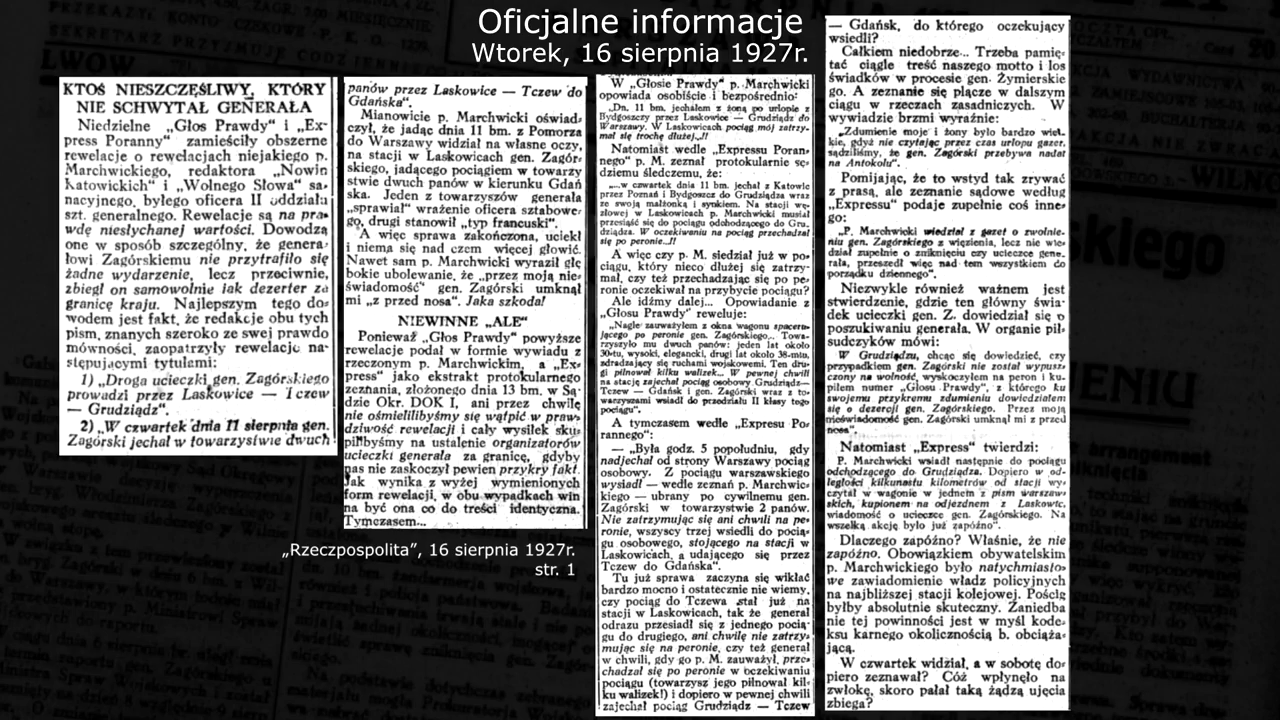 Oficjalne informacje
Wtorek, 16 sierpnia 1927r.
KTOŚ NIESZCZĘŚLIWY, KTÓRY
NIE SCHWYTAŁ GENERAŁA
Niedzielne „Głos Prawdy” i „Ex-
press Poranny” zamieściły obszerne
rewelacje o rewelacjach niejakiego p.
Marchwickiego, redaktora „Nowin
Katowickich” i „Wolnego Słowa” sa-
nacyjnego, byłego oficera II oddziału
szt. generalnego. Rewelacje są na pra-
wdę niesłychanej wartości. Dowodzą
one w sposób szczególny, że genera-
łowi Zagórskiemu nie przytrafiło się
żadne wydarzenie, lecz przeciwnie,
zbiegł on samowolnie jak dezerter za
granicę kraju. Najlepszym tego do-
wodem jest fakt, że redakcje obu tych
pism, znanych szeroko ze swej prawdo
mówności, zaopatrzyły rewelacje na-
stępującymi tytułami:
1) „Droga ucieczki gen. Zagórskiego
prowadzi przez Laskowice — Tczew
— Grudziądz”.
2) „W czwartek dnia 11 sierpnia gen.
Zagórski jechał w towarzystwie dwuch
panów przez Laskowice — Tczew do
Gdańska”.
Mianowicie p. Marchwicki oświad-
czył, że jadąc dnia 11 bm. z Pomorza
do Warszawy widział na własne oczy,
na stacji w Laskowicach gen. Zagór-
skiego, jadącego pociągiem w towarzy
stwie dwuch panów w kierunku Gdań
ska. Jeden z towarzyszów generała
„sprawiał” wrażenie oficera sztabowe-
go, drugi stanowił „typ francuski”.
A więc sprawa zakończona, uciekł
i niema się nad czem więcej głowić.
Nawet sam p. Marchwicki wyraził głę
bokie ubolewanie, że „przez moją nie-
świadomość” gen. Zagórski umknął
mi „z przed nosa”. Jaka szkoda!
NIEWINNE „ALE”
Ponieważ „Głos Prawdy” powyższe
rewelacje podał w formie wywiadu z
rzeczonym p. Marchwickim, a „Ex-
press” jako ekstrakt protokularnego
zeznania, złożonego dnia 13 bm. w Są-
dzie Okr. DOK I, ani przez chwilę
nie ośmielilibyśmy się wątpić w praw-
dziwość rewelacji i cały wysiłek sku-
pilibyśmy na ustalenie organizatorów
ucieczki generała za granicę, gdyby
nas nie zaskoczył pewien przykry fakt.
Jak wynika z wyżej wymienionych
form rewelacji, w obu wypadkach win
na być ona co do treści identyczna.
Tymczasem...
„Rzeczpospolita”, 16 sierpnia 1927r.
str. 1
W „Głosie Prawdy” p. Marchwicki
opowiada osobiście i bezpośrednio:
„Dn. 11 bm. jechałem z żoną po urlopie z
Bydgoszczy przez Laskowice — Grudziądz do
Warszawy. W Laskowicach pociąg mój zatrzy-
mał się trochę dłużej...!!
Natomiast wedle „Expressu Poran-
nego” p. M. zeznał protokularnie sę-
dziemu śledczemu, że:
„...w czwartek dnia 11 bm. jechał z Katowic
przez Poznań i Bydgoszcz do Grudziądza wraz
ze swoją małżonką i synkiem. Na stacji wę-
złowej w Laskowicach p. Marchwicki musiał
przesiąść się do pociągu odchodzącego do Gru-
dziądza. W oczekiwaniu na pociąg przechadzał
się po peronie...!!
A więc czy p. M. siedział już w po-
ciągu, który nieco dłużej się zatrzy-
mał, czy też przechadzając się po pe-
ronie oczekiwał na przybycie pociągu?
Ale idźmy dalej... Opowiadanie z
„Głosu Prawdy” reweluje:
„Nagle zauważyłem z okna wagonu spaceru-
jącego po peronie gen. Zagórskiego... Towa-
rzyszyło mu dwuch panów: jeden lat około
30-tu, wysoki, elegancki, drugi lat około 38-miu,
zdradzający się ruchami wojskowemi. Ten dru-
gi pilnował kilku walizek... W pewnej chwili
na stację zajechał pociąg osobowy Grudziądz—
Tczew — Gdańsk i gen. Zagórski wraz z to-
warzyszami wsiadł do przedziału II klasy tego
pociągu”.
A tymczasem wedle „Expresu Po-
rannego”:
— „Była godz. 5 popołudniu, gdy
nadjechał od strony Warszawy pociąg
osobowy. Z pociągu warszawskiego
wysiadł — wedle zeznań p. Marchwic-
kiego — ubrany po cywilnemu gen.
Zagórski w towarzystwie 2 panów.
Nie zatrzymując się ani chwili na pe-
ronie, wszyscy trzej wsiedli do pocią-
gu osobowego, stojącego na stacji w
Laskowicach, a udającego się przez
Tczew do Gdańska”.
Tu już sprawa zaczyna się wikłać
bardzo mocno i ostatecznie nie wiemy,
czy pociąg do Tczewa stał już na
stacji w Laskowicach, tak że generał
odrazu przesiadł się z jednego pocią-
gu do drugiego, ani chwilę nie zatrzy-
mując się na peronie, czy też generał
w chwili, gdy go p. M. zauważył, prze-
chadzał się po peronie w oczekiwaniu
pociągu (towarzysz jego pilnował kil-
ku walizek!) i dopiero w pewnej chwili
zajechał pociąg Grudziądz — Tczew
— Gdańsk, do którego oczekujący
wsiedli?
Całkiem niedobrze... Trzeba pamię-
tać ciągle treść naszego motto i los
świadków w procesie gen. Żymierskie
go. A zeznanie się plącze w dalszym
ciągu w rzeczach zasadniczych. W
wywiadzie brzmi wyraźnie:
„Zdumienie moje i żony było bardzo wiel-
kie, gdyż nie czytając przez czas urlopu gazet,
sądziliśmy, że gen. Zagórski przebywa nadal
na Antokolu”.
Pomijając, że to wstyd tak zrywać
z prasą, ale zeznanie sądowe według
„Expressu” podaje zupełnie coś inne-
go:
„P. Marchwicki wiedział z gazet o zwolnie-
niu gen. Zagórskiego z więzienia, lecz nie wie-
dział zupełnie o zniknięciu czy ucieczce gene-
rała, przeszedł więc nad tem wszystkiem do
porządku dziennego”.
Niezwykle również ważnem jest
stwierdzenie, gdzie ten główny świa-
dek ucieczki gen. Z. dowiedział się o
poszukiwaniu generała. W organie pił-
sudczyków mówi:
„W Grudziądzu, chcąc się dowiedzieć, czy
przypadkiem gen. Zagórski nie został wypusz-
czony na wolność, wyskoczyłem na peron i ku-
piłem numer „Głosu Prawdy”, z którego ku
swojemu przykremu zdumieniu dowiedziałem
się o dezercji gen. Zagórskiego. Przez moją
nieświadomość gen. Zagórski umknął mi z przed
nosa”.
Natomiast „Express” twierdzi:
P. Marchwicki wsiadł następnie do pociągu
odchodzącego do Grudziądza. Dopiero w od-
ległości kilkunastu kilometrów od stacji wy-
czytał w wagonie w jednem z pism warszaw-
skich, kupionem na odjezdnem z Laskowic,
wiadomość o ucieczce gen. Zagórskiego. Na
wszelką akcję było już zapóźno”.
Dlaczego zapóźno? Właśnie, że nie
zapóźno. Obowiązkiem obywatelskim
p. Marchwickiego było natychmiasto-
we zawiadomienie władz policyjnych
na najbliższej stacji kolejowej. Pościg
byłby absolutnie skuteczny. Zaniedba
nie tej powinności jest w myśl kode-
ksu karnego okolicznością b. obciąża-
jącą.
W czwartek widział, a w sobotę do-
piero zeznawał? Cóż wpłynęło na
zwłokę, skoro pałał taką żądzą ujęcia
zbiega?